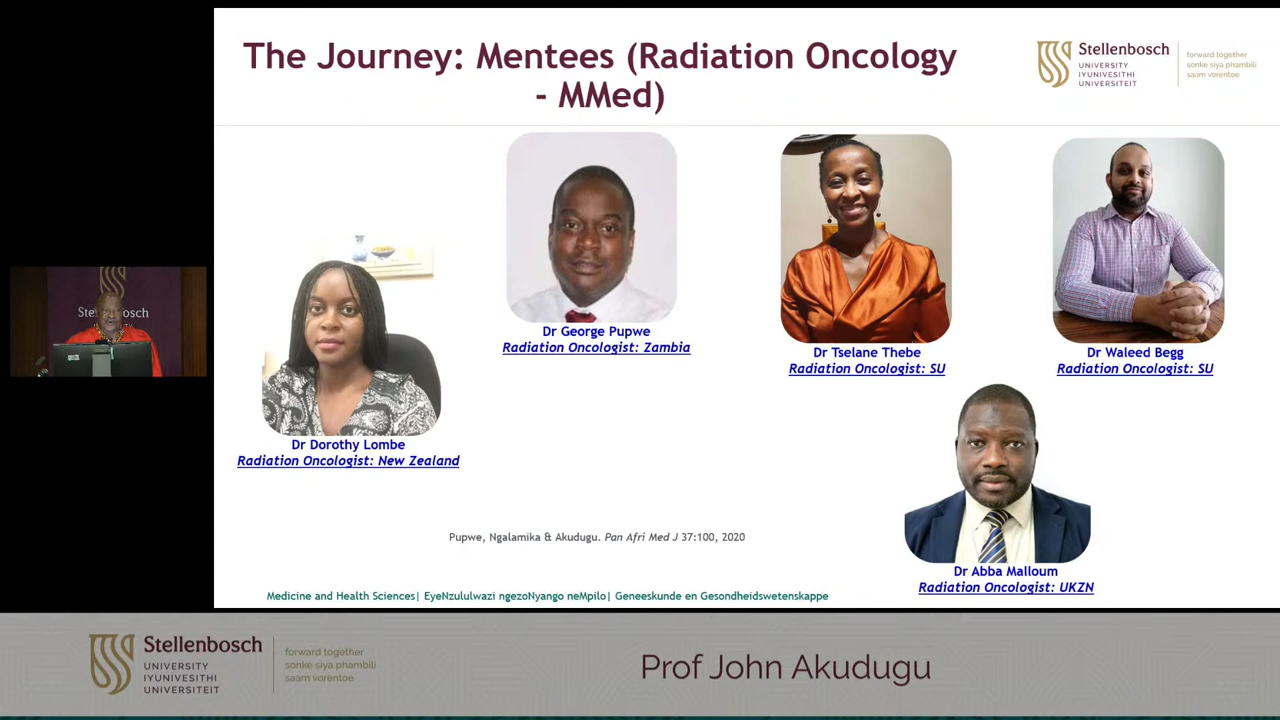 The Journey: Mentees (Radiation Oncology
- MMed)
Stellenbosch
UNIVERSITY
IYUNIVESITHI
UNIVERSITEIT
forward together
sonke siya phambili
saam vorentoe
Dr George Pupwe
Radiation Oncologist: Zambia
Dr Tselane Thebe
Radiation Oncologist: SU
Dr Waleed Begg
Radiation Oncologist: SU
Dr Dorothy Lombe
Radiation Oncologist: New Zealand
Pupwe, Ngalamika & Akudugu. Pan Afri Med J 37:100, 2020
Dr Abba Malloum
Radiation Oncologist: UKZN
Medicine and Health Sciences| EyeNzululwazi ngezoNyango neMpilo| Geneeskunde en Gesondheidswetenskappe
Stellenbosch
UNIVERSITY
IYUNIVESITHI
UNIVERSITEIT
forward together
sonke siya phambili
saam vorentoe
Prof John Akudugu